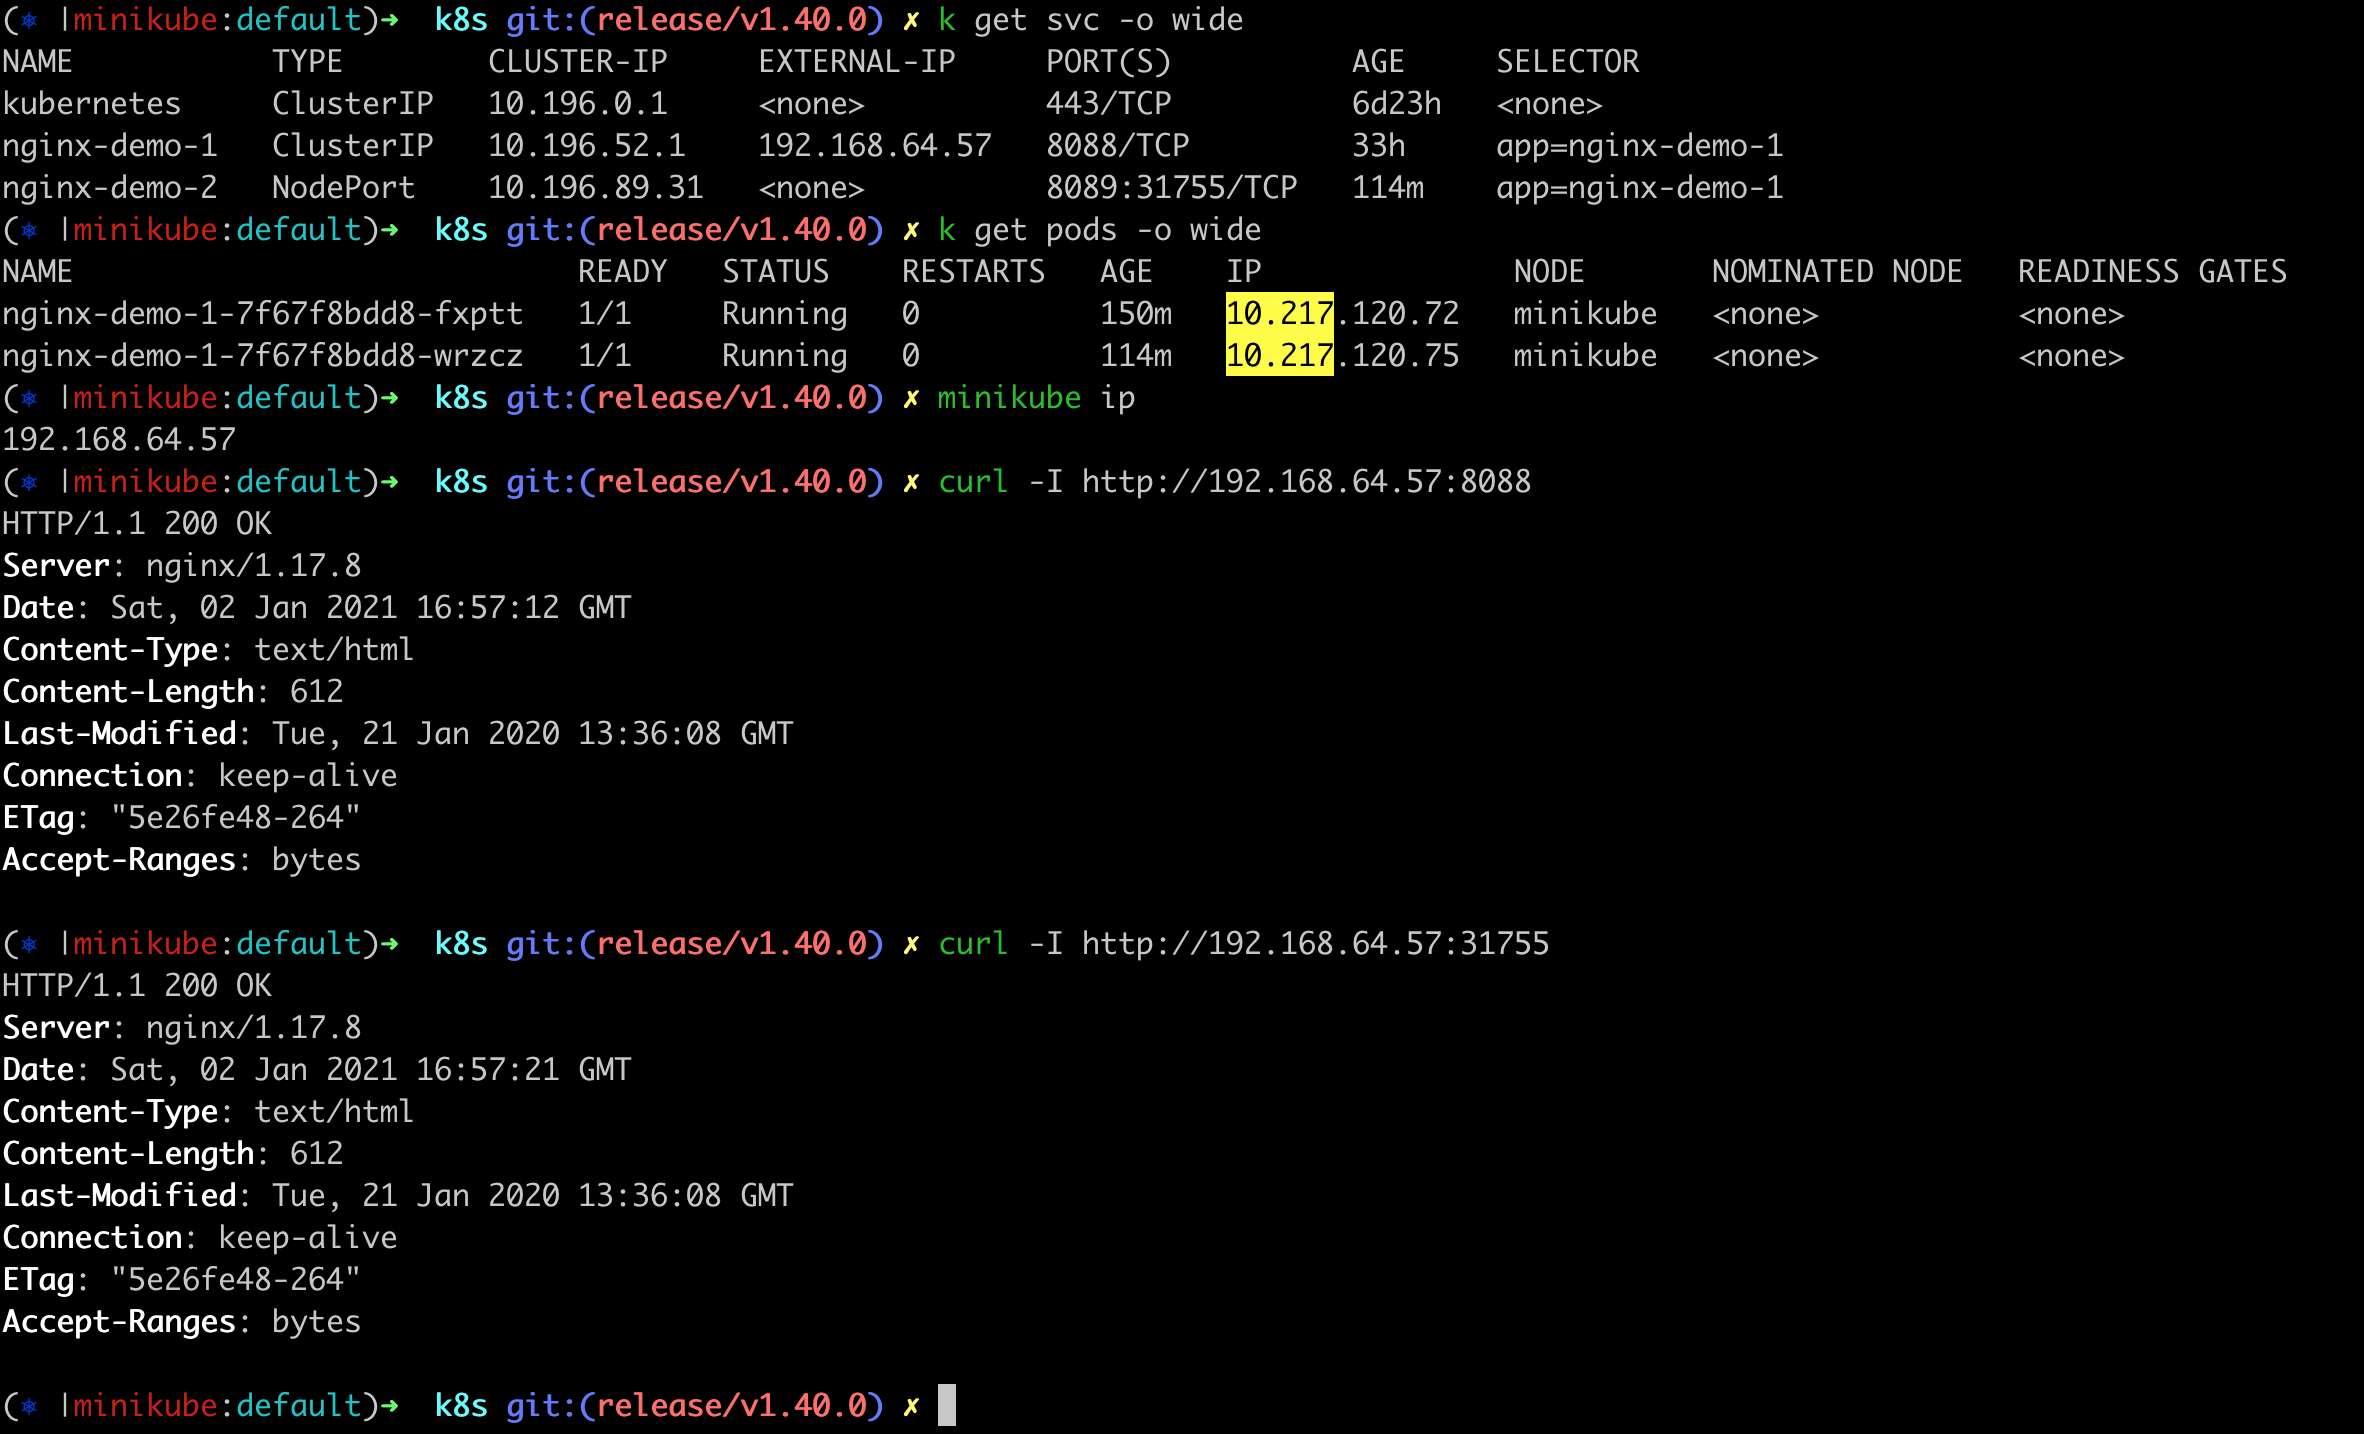 (⎈ |minikube:default)➜  k8s git:(release/v1.40.0) ✗ k get svc -o wide
NAME           TYPE        CLUSTER-IP     EXTERNAL-IP     PORT(S)          AGE     SELECTOR
kubernetes     ClusterIP   10.196.0.1     <none>          443/TCP          6d23h   <none>
nginx-demo-1   ClusterIP   10.196.52.1    192.168.64.57   8088/TCP         33h     app=nginx-demo-1
nginx-demo-2   NodePort    10.196.89.31   <none>          8089:31755/TCP   114m    app=nginx-demo-1
(⎈ |minikube:default)➜  k8s git:(release/v1.40.0) ✗ k get pods -o wide
NAME                            READY   STATUS    RESTARTS   AGE    IP              NODE       NOMINATED NODE   READINESS GATES
nginx-demo-1-7f67f8bdd8-fxptt   1/1     Running   0          150m   10.217.120.72   minikube   <none>           <none>
nginx-demo-1-7f67f8bdd8-wrzcz   1/1     Running   0          114m   10.217.120.75   minikube   <none>           <none>
(⎈ |minikube:default)➜  k8s git:(release/v1.40.0) ✗ minikube ip
192.168.64.57
(⎈ |minikube:default)➜  k8s git:(release/v1.40.0) ✗ curl -I http://192.168.64.57:8088
HTTP/1.1 200 OK
Server: nginx/1.17.8
Date: Sat, 02 Jan 2021 16:57:12 GMT
Content-Type: text/html
Content-Length: 612
Last-Modified: Tue, 21 Jan 2020 13:36:08 GMT
Connection: keep-alive
ETag: "5e26fe48-264"
Accept-Ranges: bytes
(⎈ |minikube:default)➜  k8s git:(release/v1.40.0) ✗ curl -I http://192.168.64.57:31755
HTTP/1.1 200 OK
Server: nginx/1.17.8
Date: Sat, 02 Jan 2021 16:57:21 GMT
Content-Type: text/html
Content-Length: 612
Last-Modified: Tue, 21 Jan 2020 13:36:08 GMT
Connection: keep-alive
ETag: "5e26fe48-264"
Accept-Ranges: bytes
(⎈ |minikube:default)➜  k8s git:(release/v1.40.0) ✗